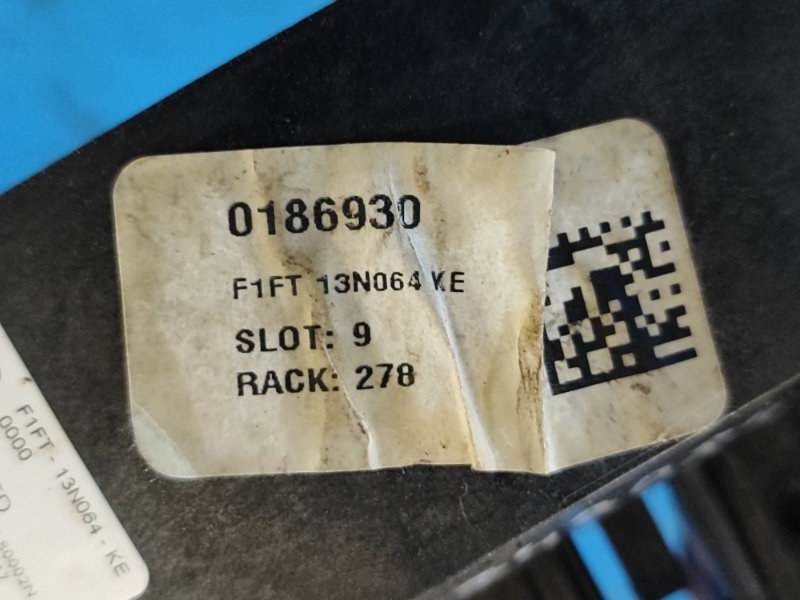 0186930
F1FT 13N064 KE
SLOT: 9
RACK: 278
F1FT - 13N064 - KE
0000